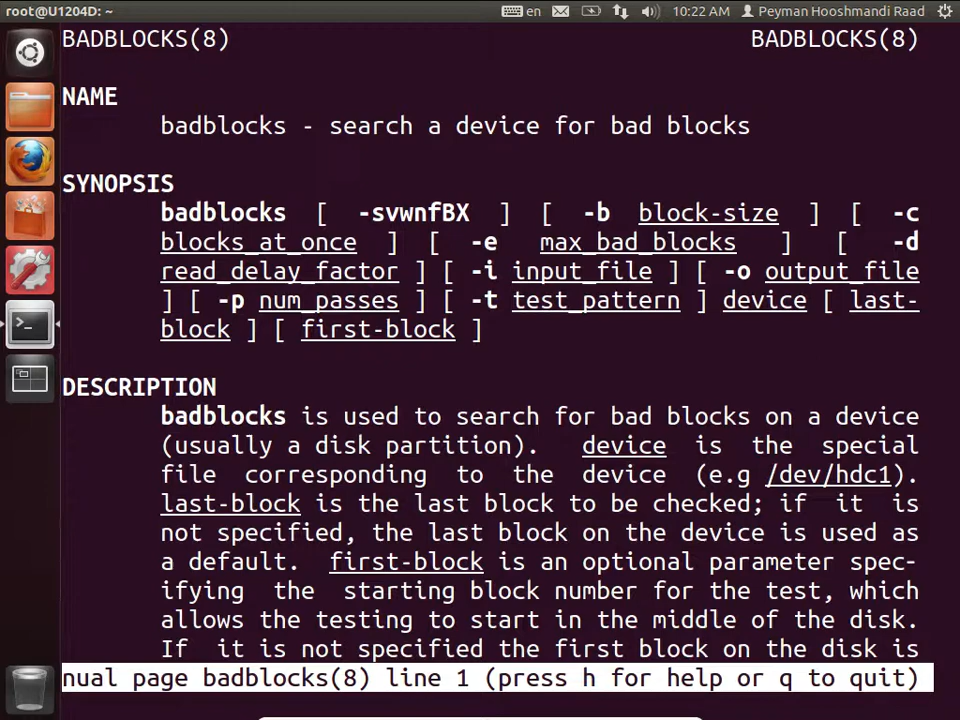 root@U1204D: ~ en 10:22 AM Peyman Hooshmandi Raad
BADBLOCKS(8) BADBLOCKS(8)
NAME
badblocks - search a device for bad blocks
SYNOPSIS
badblocks [ -svwnfBX ] [ -b block-size ] [ -c
blocks_at_once ] [ -e max_bad_blocks ] [ -d
read_delay_factor ] [ -i input_file ] [ -o output_file
] [ -p num_passes ] [ -t test_pattern ] device [ last-
block ] [ first-block ]
DESCRIPTION
badblocks is used to search for bad blocks on a device
(usually a disk partition). device is the special
file corresponding to the device (e.g /dev/hdc1).
last-block is the last block to be checked; if it is
not specified, the last block on the device is used as
a default. first-block is an optional parameter spec-
ifying the starting block number for the test, which
allows the testing to start in the middle of the disk.
If it is not specified the first block on the disk is
nual page badblocks(8) line 1 (press h for help or q to quit)